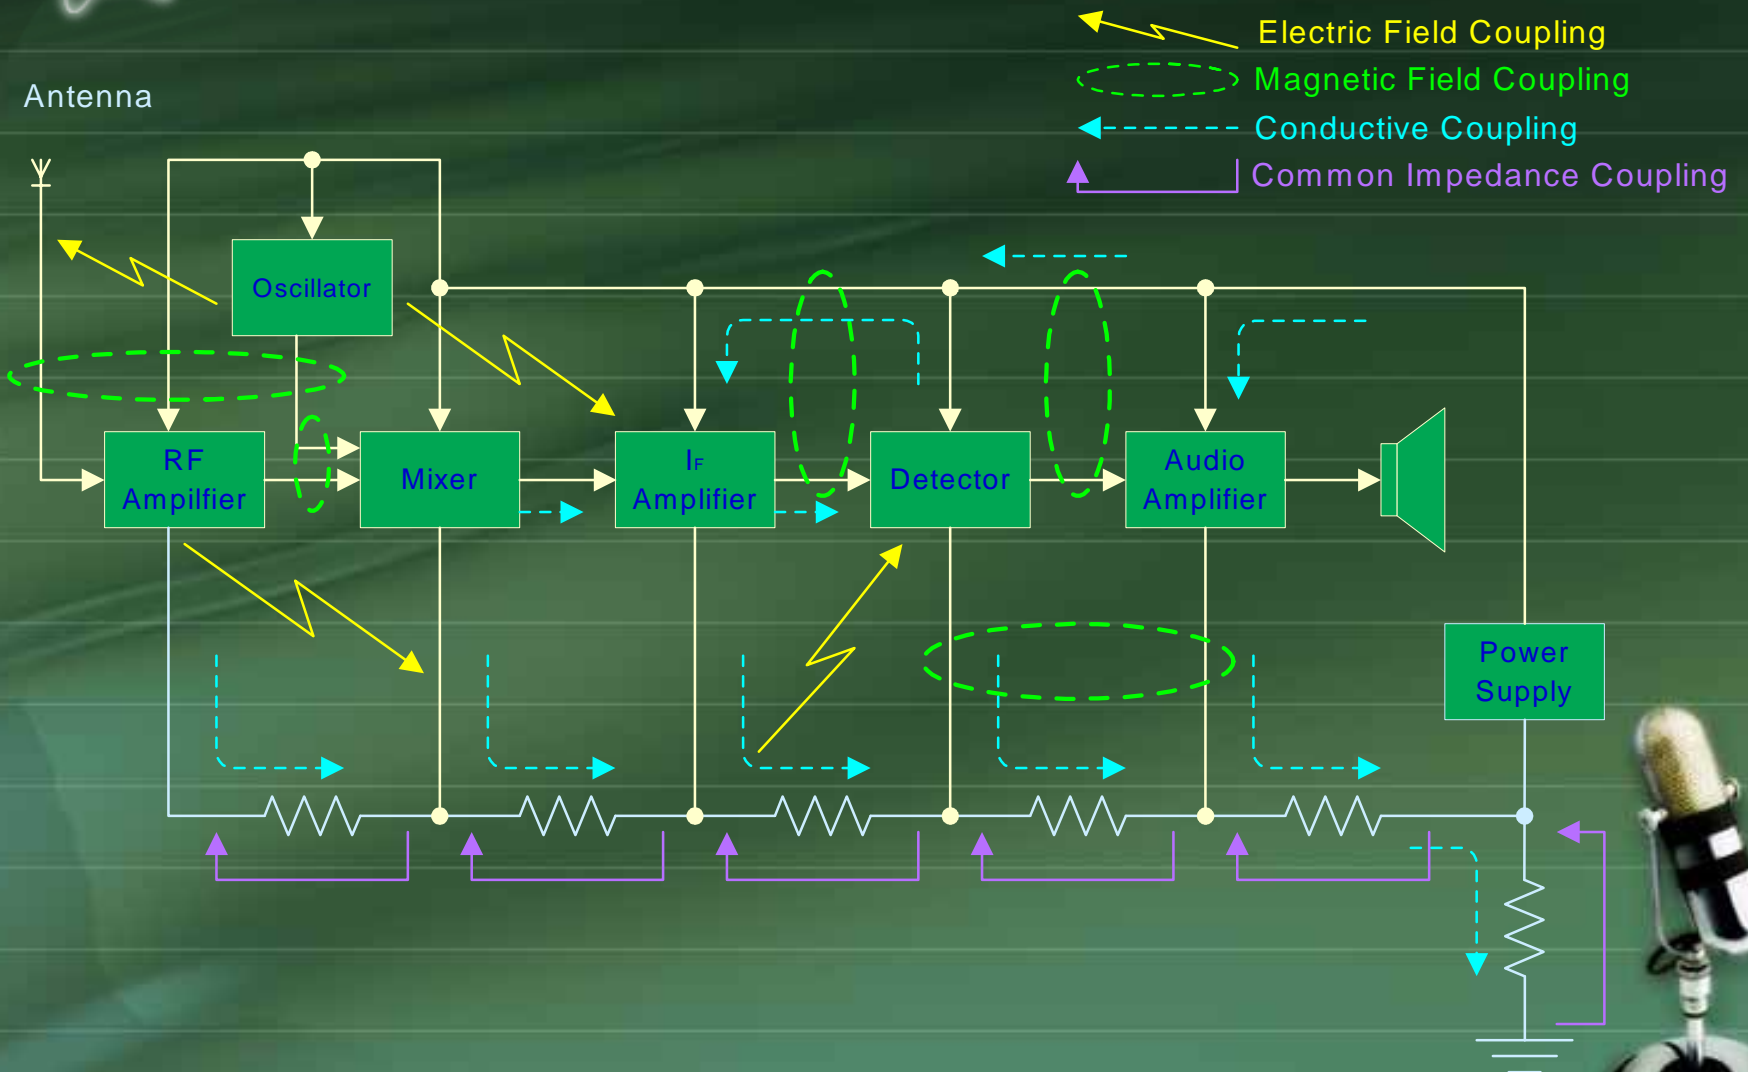 Electric Field Coupling
Magnetic Field Coupling
Antenna
Conductive Coupling
Common Impedance Coupling
Oscillator
RF
Ampilfier
Mixer
IF
Amplifier
Detector
Audio
Amplifier
Power
Supply